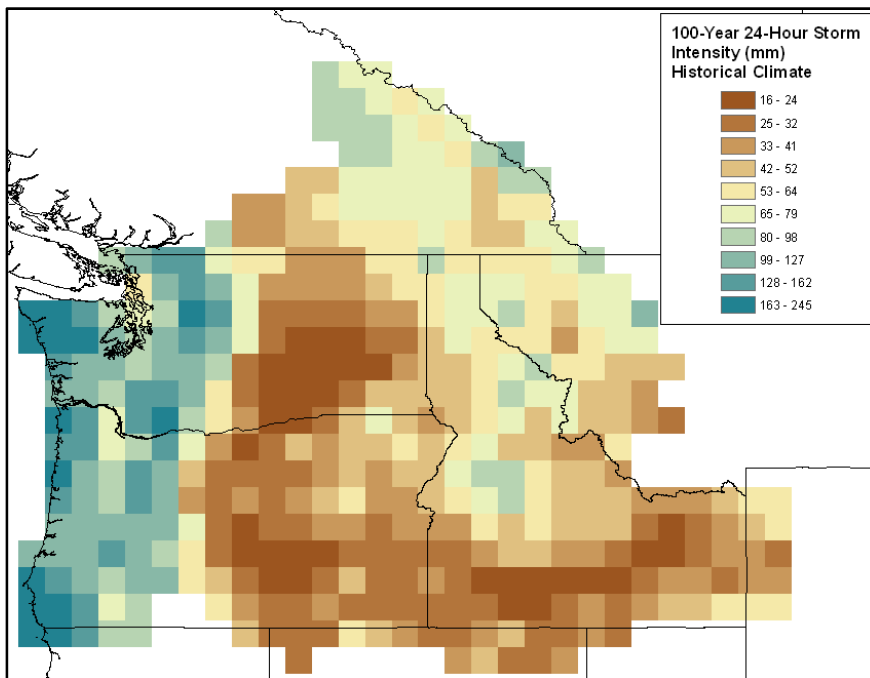 100-Year 24-Hour Storm
Intensity (mm)
Historical Climate
16 - 24
25 - 32
33 - 41
42 - 52
53 - 64
65 - 79
80 - 98
99 - 127
128 - 162
163 - 245